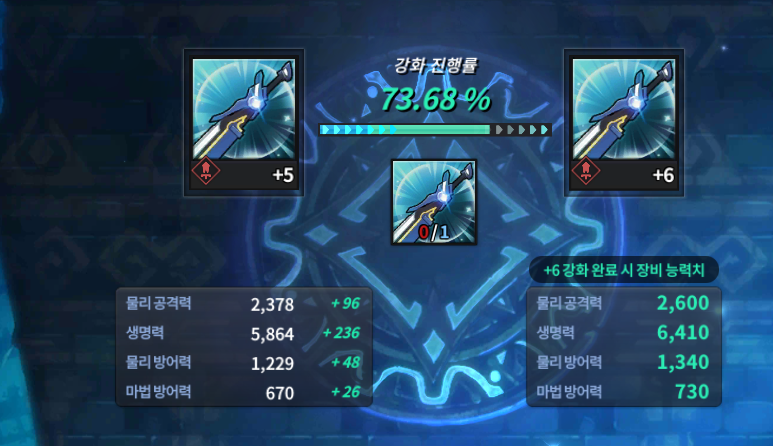 강화 진행률
73.68 %
+5
+6
0/1
+6 강화 완료 시 장비 능력치
물리 공격력 2,378 +96
생명력 5,864 +236
물리 방어력 1,229 +48
마법 방어력 670 +26
물리 공격력 2,600
생명력 6,410
물리 방어력 1,340
마법 방어력 730